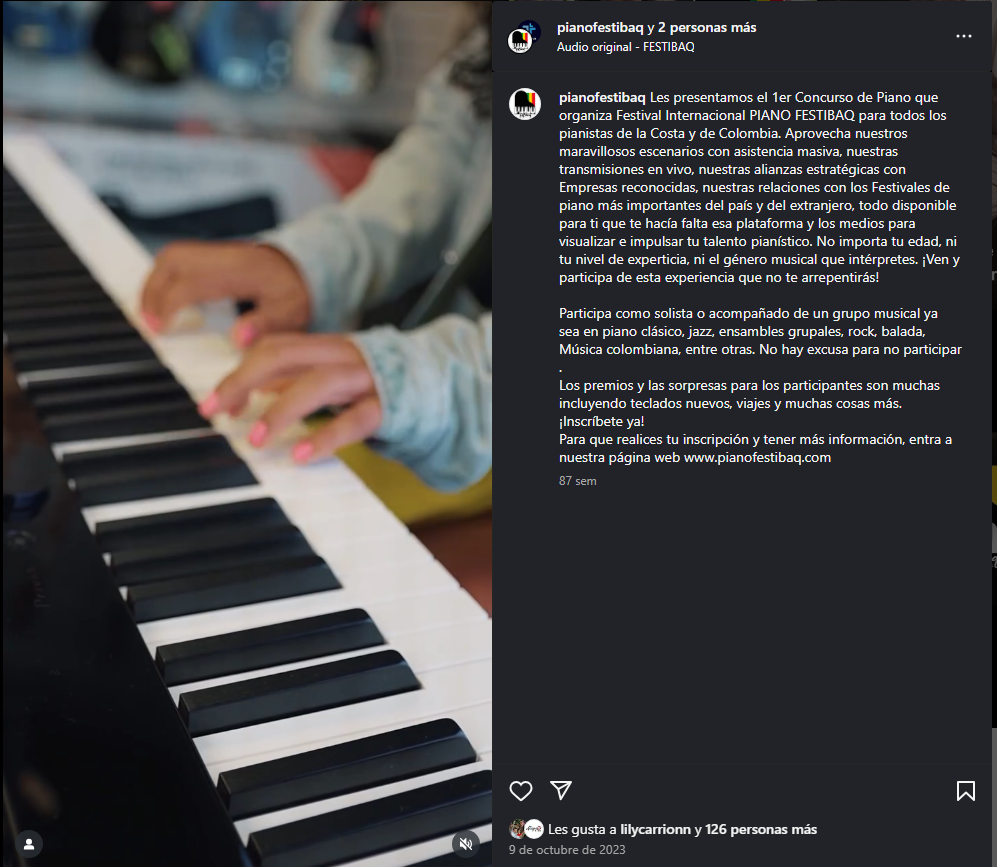 pianofestibaq y 2 personas más
Audio original - FESTIBAQ
pianofestibaq Les presentamos el 1er Concurso de Piano que
organiza Festival Internacional PIANO FESTIBAQ para todos los
pianistas de la Costa y de Colombia. Aprovecha nuestros
maravillosos escenarios con asistencia masiva, nuestras
transmisiones en vivo, nuestras alianzas estratégicas con
Empresas reconocidas, nuestras relaciones con los Festivales de
piano más importantes del país y del extranjero, todo disponible
para ti que te hacía falta esa plataforma y los medios para
visualizar e impulsar tu talento pianístico. No importa tu edad, ni
tu nivel de experticia, ni el género musical que intérpretes. ¡Ven y
participa de esta experiencia que no te arrepentirás!
Participa como solista o acompañado de un grupo musical ya
sea en piano clásico, jazz, ensambles grupales, rock, balada,
Música colombiana, entre otras. No hay excusa para no participar
.
Los premios y las sorpresas para los participantes son muchas
incluyendo teclados nuevos, viajes y muchas cosas más.
¡Inscríbete ya!
Para que realices tu inscripción y tener más información, entra a
nuestra página web www.pianofestibaq.com
87 sem
Les gusta a lilycarrionn y 126 personas más
9 de octubre de 2023